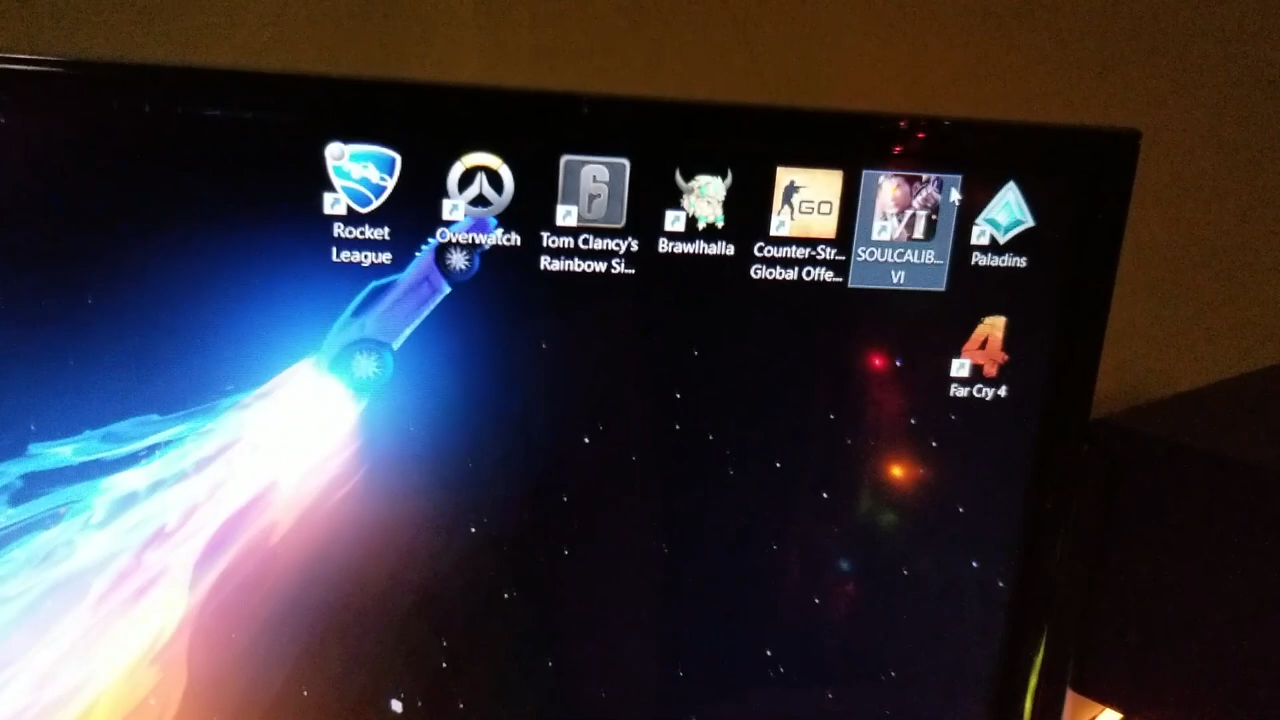 Rocket
League
Overwatch
6
Tom Clancy's
Rainbow Si...
Brawlhalla
GO
Counter-Str...
Global Offe...
VI
SOULCALIB...
VI
Paladins
4
Far Cry 4